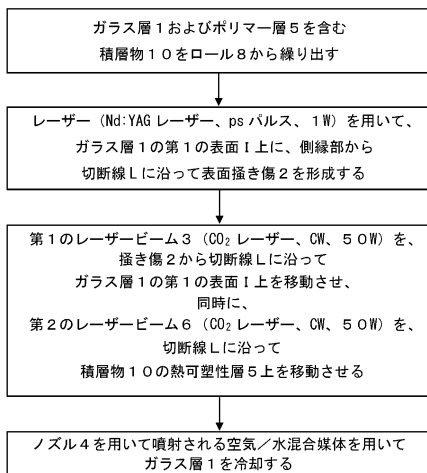 ガラス層1およびポリマー層5を含む
積層物10をロール8から繰り出す
レーザー(Nd:YAGレーザー、psパルス、1W)を用いて、
ガラス層1の第1の表面I上に、側縁部から
切断線Lに沿って表面掻き傷2を形成する
第1のレーザービーム3(CO₂レーザー、CW、50W)を、
掻き傷2から切断線Lに沿って
ガラス層1の第1の表面I上を移動させ、
同時に、
第2のレーザービーム6(CO₂レーザー、CW、50W)を、
切断線Lに沿って
積層物10の熱可塑性層5上を移動させる
ノズル4を用いて噴射される空気/水混合媒体を用いて
ガラス層1を冷却する